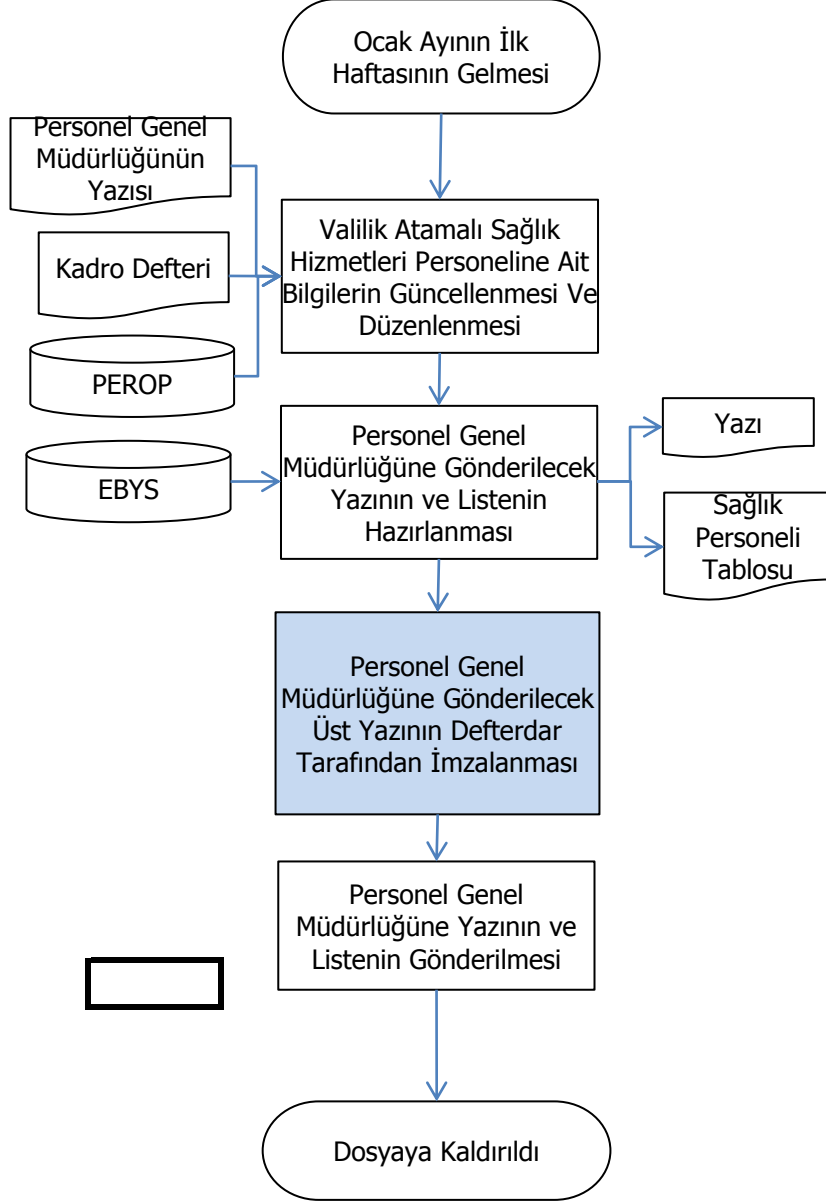 Ocak Ayının İlk
Haftasının Gelmesi
Personel Genel
Müdürlüğünün
Yazısı
Kadro Defteri
PEROP
Valilik Atamalı Sağlık
Hizmetleri Personeline Ait
Bilgilerin Güncellenmesi Ve
Düzenlenmesi
EBYS
Personel Genel
Müdürlüğüne Gönderilecek
Yazının ve Listenin
Hazırlanması
Yazı
Sağlık
Personeli
Tablosu
Personel Genel
Müdürlüğüne Gönderilecek
Üst Yazının Defterdar
Tarafından İmzalanması
Personel Genel
Müdürlüğüne Yazının ve
Listenin Gönderilmesi
Dosyaya Kaldırıldı